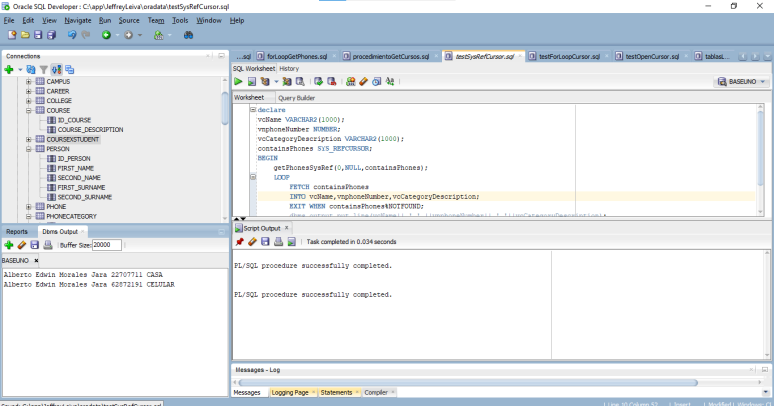 Oracle SQL Developer : C:\app\JeffreyLeiva\oradata\testSysRefCursor.sql
File Edit View Navigate Run Source Team Tools Window Help
Connections
CAMPUS
CAREER
COLLEGE
COURSE
ID_COURSE
COURSE_DESCRIPTION
COURSEXSTUDENT
PERSON
ID_PERSON
FIRST_NAME
SECOND_NAME
FIRST_SURNAME
SECOND_SURNAME
PHONE
PHONECATEGORY
Reports Dbms Output
Buffer Size: 20000
BASEUNO
Alberto Edwin Morales Jara 22707711 CASA
Alberto Edwin Morales Jara 62872191 CELULAR
...sql forLoopGetPhones.sql procedimientoGetCursos.sql testSysRefCursor.sql testForLoopCursor.sql testOpenCursor.sql tablasL...
SQL Worksheet History
BASEUNO
Worksheet Query Builder
declare
vcName VARCHAR2(1000);
vnphoneNumber NUMBER;
vcCategoryDescription VARCHAR2(1000);
containsPhones SYS_REFCURSOR;
BEGIN
getPhonesSysRef(0,NULL,containsPhones);
LOOP
FETCH containsPhones
INTO vcName,vnphoneNumber,vcCategoryDescription;
EXIT WHEN containsPhones%NOTFOUND;
Script Output
Task completed in 0.034 seconds
PL/SQL procedure successfully completed.
PL/SQL procedure successfully completed.
Messages - Log
Messages Logging Page Statements Compiler